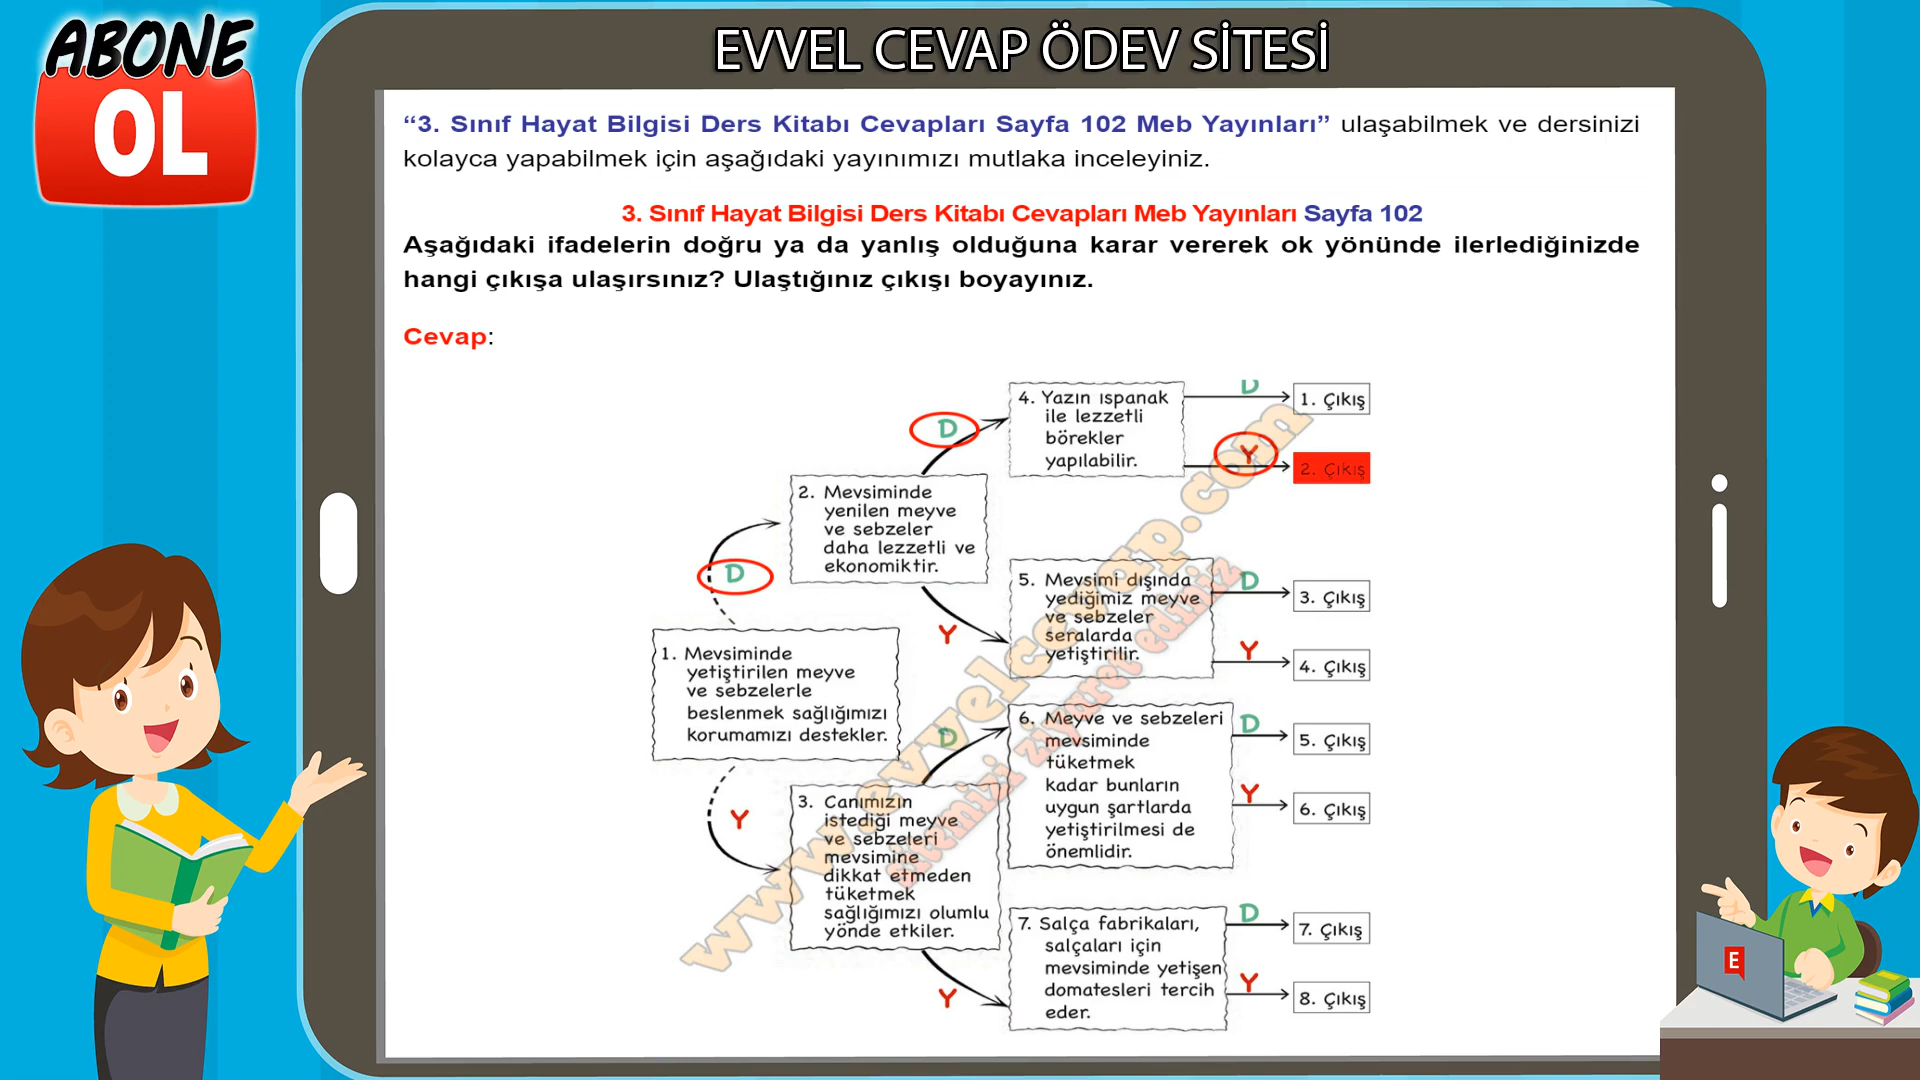 ABONE
OL
EVVEL CEVAP ÖDEV SİTESİ
“3. Sınıf Hayat Bilgisi Ders Kitabı Cevapları Sayfa 102 Meb Yayınları” ulaşabilmek ve dersinizi
kolayca yapabilmek için aşağıdaki yayınımızı mutlaka inceleyiniz.
3. Sınıf Hayat Bilgisi Ders Kitabı Cevapları Meb Yayınları Sayfa 102
Aşağıdaki ifadelerin doğru ya da yanlış olduğuna karar vererek ok yönünde ilerlediğinizde
hangi çıkışa ulaşırsınız? Ulaştığınız çıkışı boyayınız.
Cevap:
1. Mevsiminde
yetiştirilen meyve
ve sebzelerle
beslenmek sağlığımızı
korumamızı destekler.
D
Y
2. Mevsiminde
yenilen meyve
ve sebzeler
daha lezzetli ve
ekonomiktir.
D
Y
3. Canımızın
istediği meyve
ve sebzeleri
mevsimine
dikkat etmeden
tüketmek
sağlığımızı olumlu
yönde etkiler.
D
Y
4. Yazın ıspanak
ile lezzetli
börekler
yapılabilir.
D
1. Çıkış
Y
2. Çıkış
5. Mevsimi dışında
yediğimiz meyve
ve sebzeler
seralarda
yetiştirilir.
D
3. Çıkış
Y
4. Çıkış
6. Meyve ve sebzeleri
mevsiminde
tüketmek
kadar bunların
uygun şartlarda
yetiştirilmesi de
önemlidir.
D
5. Çıkış
Y
6. Çıkış
7. Salça fabrikaları,
salçaları için
mevsiminde yetişen
domatesleri tercih
eder.
D
7. Çıkış
Y
8. Çıkış
www.evvelcevap.com
sitemizi ziyaret ediniz
E